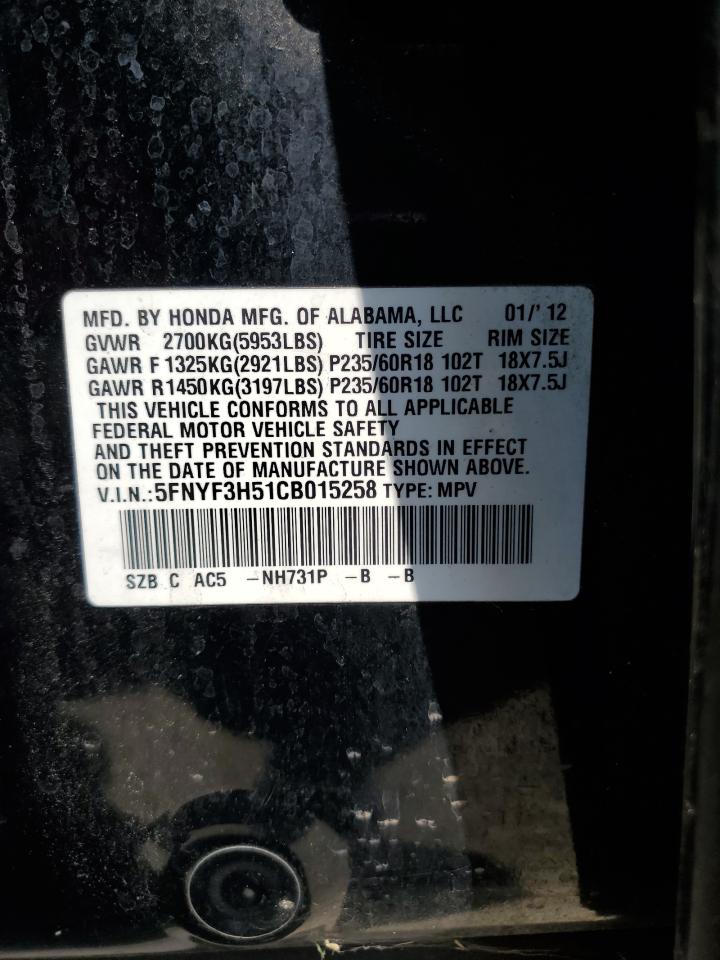 MFD. BY HONDA MFG. OF ALABAMA, LLC 01/' 12
GVWR 2700KG(5953LBS) TIRE SIZE RIM SIZE
GAWR F 1325KG(2921LBS) P235/60R18 102T 18X7.5J
GAWR R1450KG(3197LBS) P235/60R18 102T 18X7.5J
THIS VEHICLE CONFORMS TO ALL APPLICABLE
FEDERAL MOTOR VEHICLE SAFETY
AND THEFT PREVENTION STANDARDS IN EFFECT
ON THE DATE OF MANUFACTURE SHOWN ABOVE.
V.I.N.:5FNYF3H51CB015258 TYPE: MPV
SZB C AC5 -NH731P -B -B